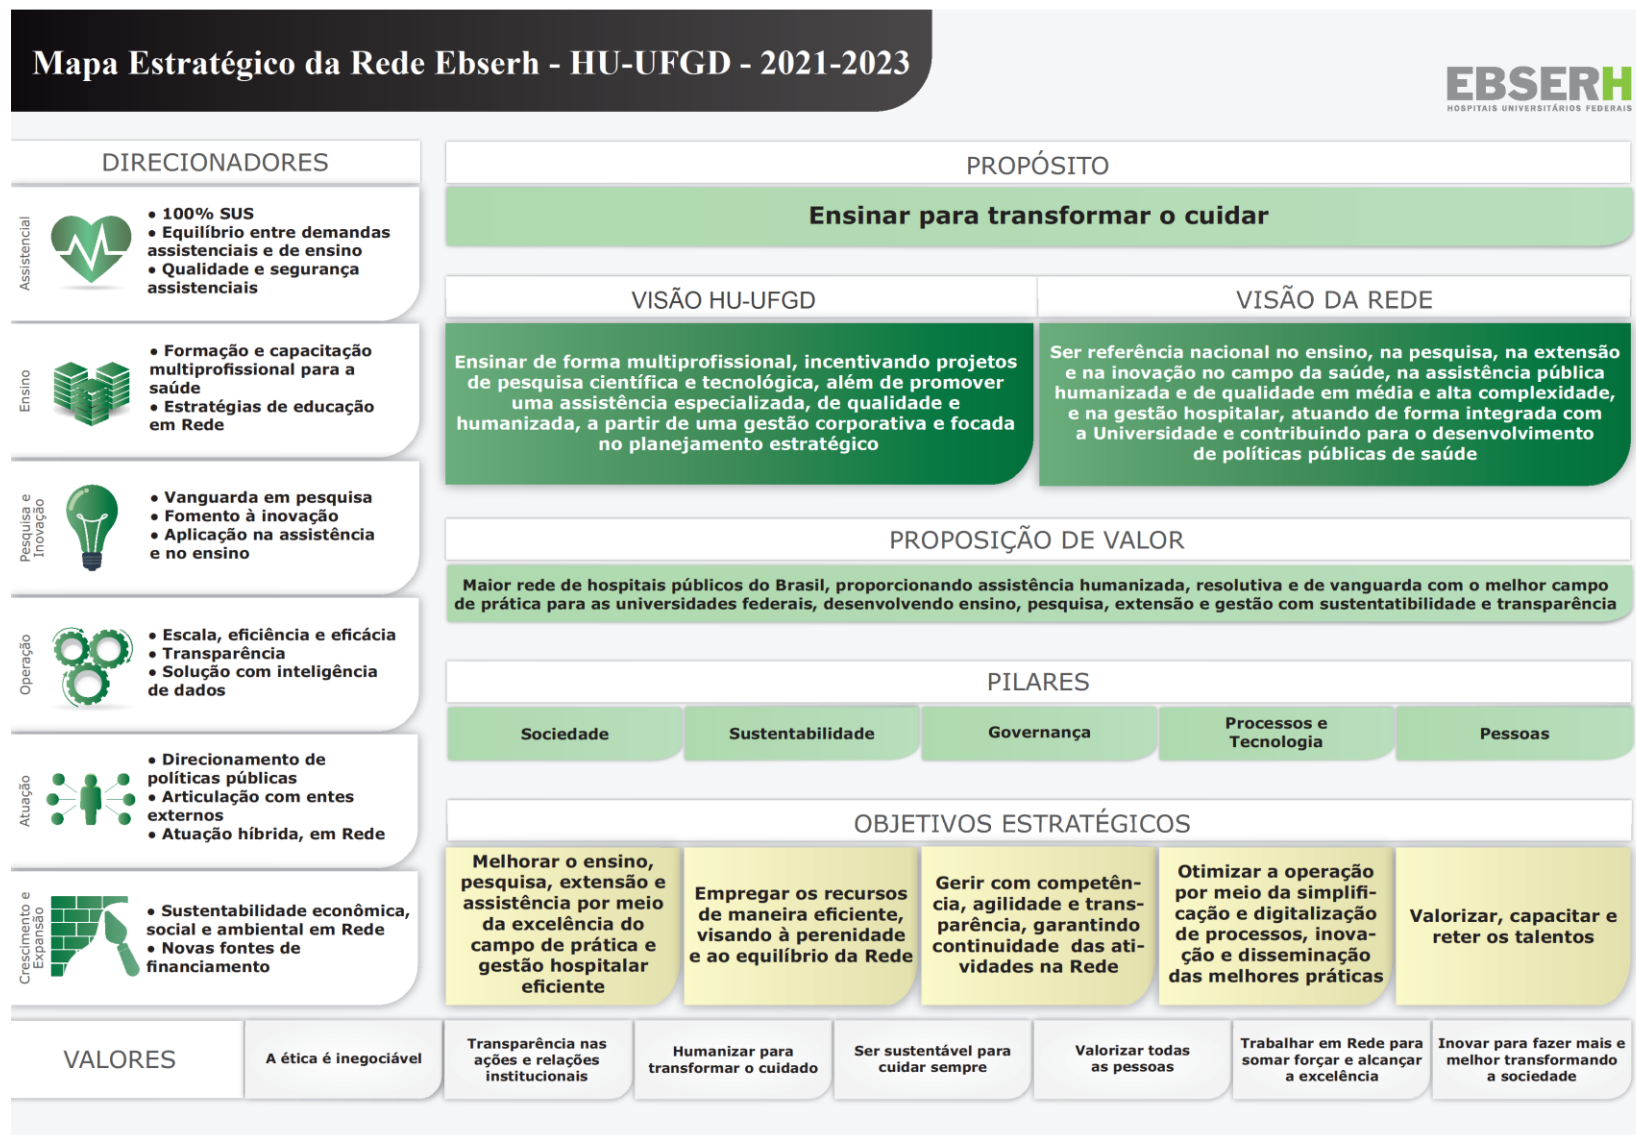 Mapa Estratégico da Rede Ebserh - HU-UFGD - 2021-2023
EBSERH
HOSPITAIS UNIVERSITÁRIOS FEDERAIS
DIRECIONADORES
Assistencial
● 100% SUS
● Equilíbrio entre demandas
assistenciais e de ensino
● Qualidade e segurança
assistenciais
Ensino
● Formação e capacitação
multiprofissional para a
saúde
● Estratégias de educação
em Rede
Pesquisa e
Inovação
● Vanguarda em pesquisa
● Fomento à inovação
● Aplicação na assistência
e no ensino
Operação
● Escala, eficiência e eficácia
● Transparência
● Solução com inteligência
de dados
Atuação
● Direcionamento de
políticas públicas
● Articulação com entes
externos
● Atuação híbrida, em Rede
Crescimento e
Expansão
● Sustentabilidade econômica,
social e ambiental em Rede
● Novas fontes de
financiamento
PROPÓSITO
Ensinar para transformar o cuidar
VISÃO HU-UFGD
Ensinar de forma multiprofissional, incentivando projetos
de pesquisa científica e tecnológica, além de promover
uma assistência especializada, de qualidade e
humanizada, a partir de uma gestão corporativa e focada
no planejamento estratégico
VISÃO DA REDE
Ser referência nacional no ensino, na pesquisa, na extensão
e na inovação no campo da saúde, na assistência pública
humanizada e de qualidade em média e alta complexidade,
e na gestão hospitalar, atuando de forma integrada com
a Universidade e contribuindo para o desenvolvimento
de políticas públicas de saúde
PROPOSIÇÃO DE VALOR
Maior rede de hospitais públicos do Brasil, proporcionando assistência humanizada, resolutiva e de vanguarda com o melhor campo
de prática para as universidades federais, desenvolvendo ensino, pesquisa, extensão e gestão com sustentatibilidade e transparência
PILARES
Sociedade
Sustentabilidade
Governança
Processos e
Tecnologia
Pessoas
OBJETIVOS ESTRATÉGICOS
Melhorar o ensino,
pesquisa, extensão e
assistência por meio
da excelência do
campo de prática e
gestão hospitalar
eficiente
Empregar os recursos
de maneira eficiente,
visando à perenidade
e ao equilíbrio da Rede
Gerir com competên-
cia, agilidade e trans-
parência, garantindo
continuidade das ati-
vidades na Rede
Otimizar a operação
por meio da simplifi-
cação e digitalização
de processos, inova-
ção e disseminação
das melhores práticas
Valorizar, capacitar e
reter os talentos
VALORES
A ética é inegociável
Transparência nas
ações e relações
institucionais
Humanizar para
transformar o cuidado
Ser sustentável para
cuidar sempre
Valorizar todas
as pessoas
Trabalhar em Rede para
somar forçar e alcançar
a excelência
Inovar para fazer mais e
melhor transformando
a sociedade